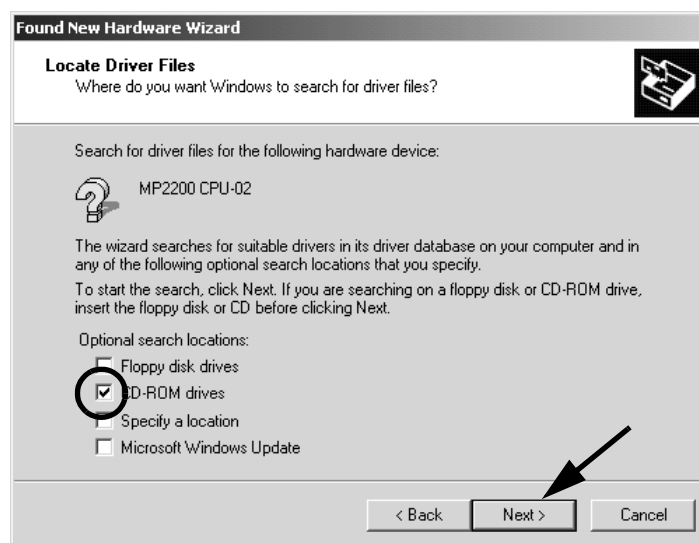 Found New Hardware Wizard
Locate Driver Files
Where do you want Windows to search for driver files?
Search for driver files for the following hardware device:
MP2200 CPU-02
The wizard searches for suitable drivers in its driver database on your computer and in
any of the following optional search locations that you specify.
To start the search, click Next. If you are searching on a floppy disk or CD-ROM drive,
insert the floppy disk or CD before clicking Next.
Optional search locations:
Floppy disk drives
CD-ROM drives
Specify a location
Microsoft Windows Update
< Back Next > Cancel